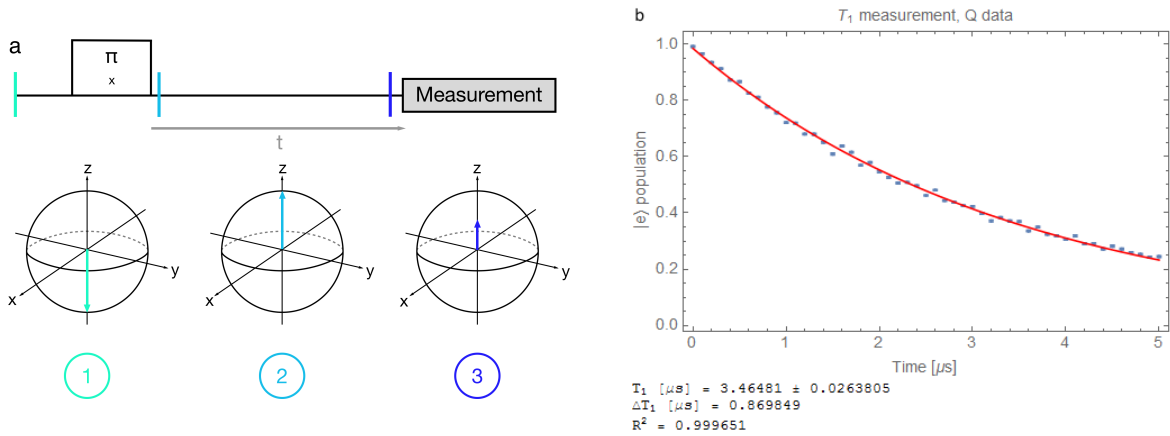 a
π
x
Measurement
t
z
y
x
z
y
x
z
y
x
1
2
3
b
T₁ measurement, Q data
|e⟩ population
1.0
0.8
0.6
0.4
0.2
0.0
0 1 2 3 4 5
Time [μs]
T₁ [μs] = 3.46481 ± 0.0263805
ΔT₁ [μs] = 0.869849
R² = 0.999651